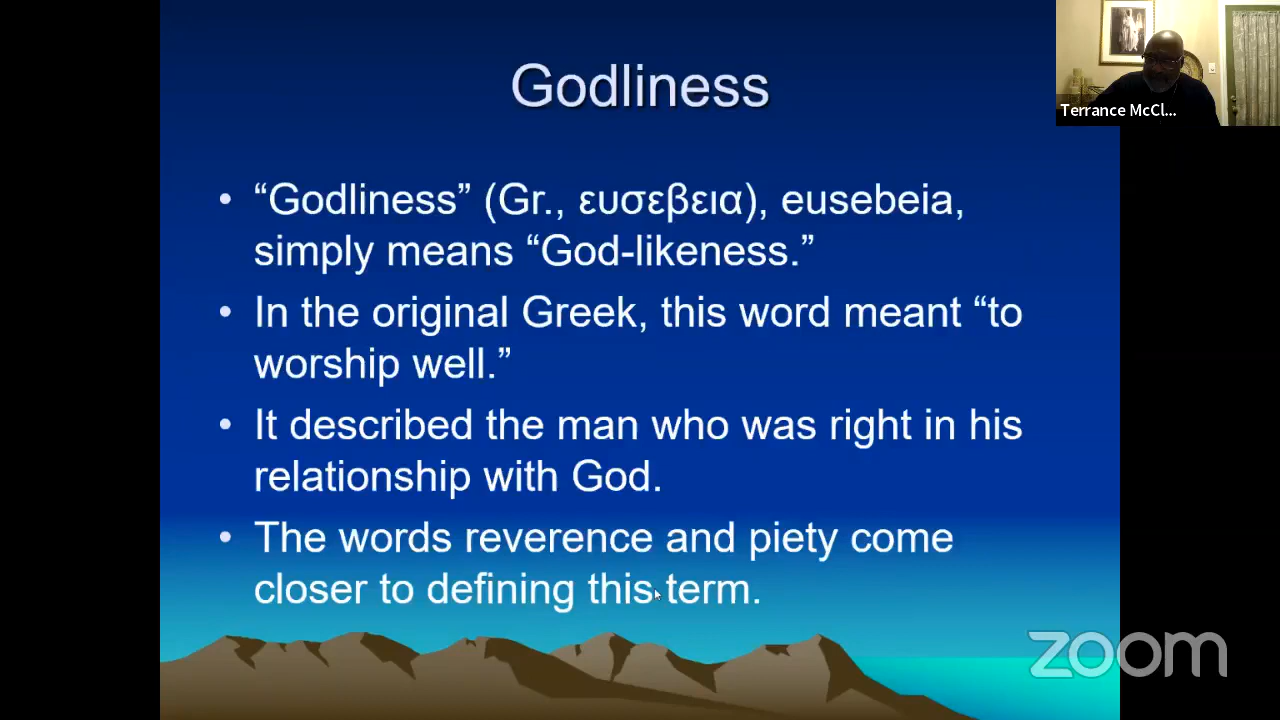 Godliness
Terrance McCl...
• “Godliness” (Gr., ευσεβεια), eusebeia,
simply means “God-likeness.”
• In the original Greek, this word meant “to
worship well.”
• It described the man who was right in his
relationship with God.
• The words reverence and piety come
closer to defining this term.
zoom